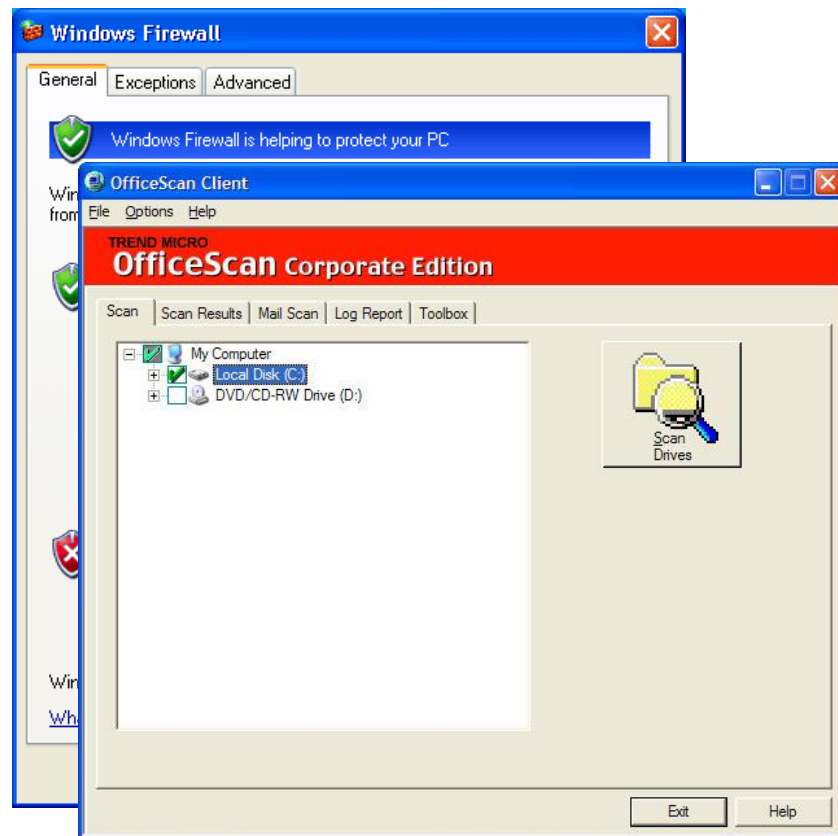 Windows Firewall
General Exceptions Advanced
Windows Firewall is helping to protect your PC
Win
from
OfficeScan Client
File Options Help
TREND MICRO
OfficeScan Corporate Edition
Scan Scan Results Mail Scan Log Report Toolbox
My Computer
Local Disk (C:)
DVD/CD-RW Drive (D:)
Scan
Drives
Win
Wh
Exit Help